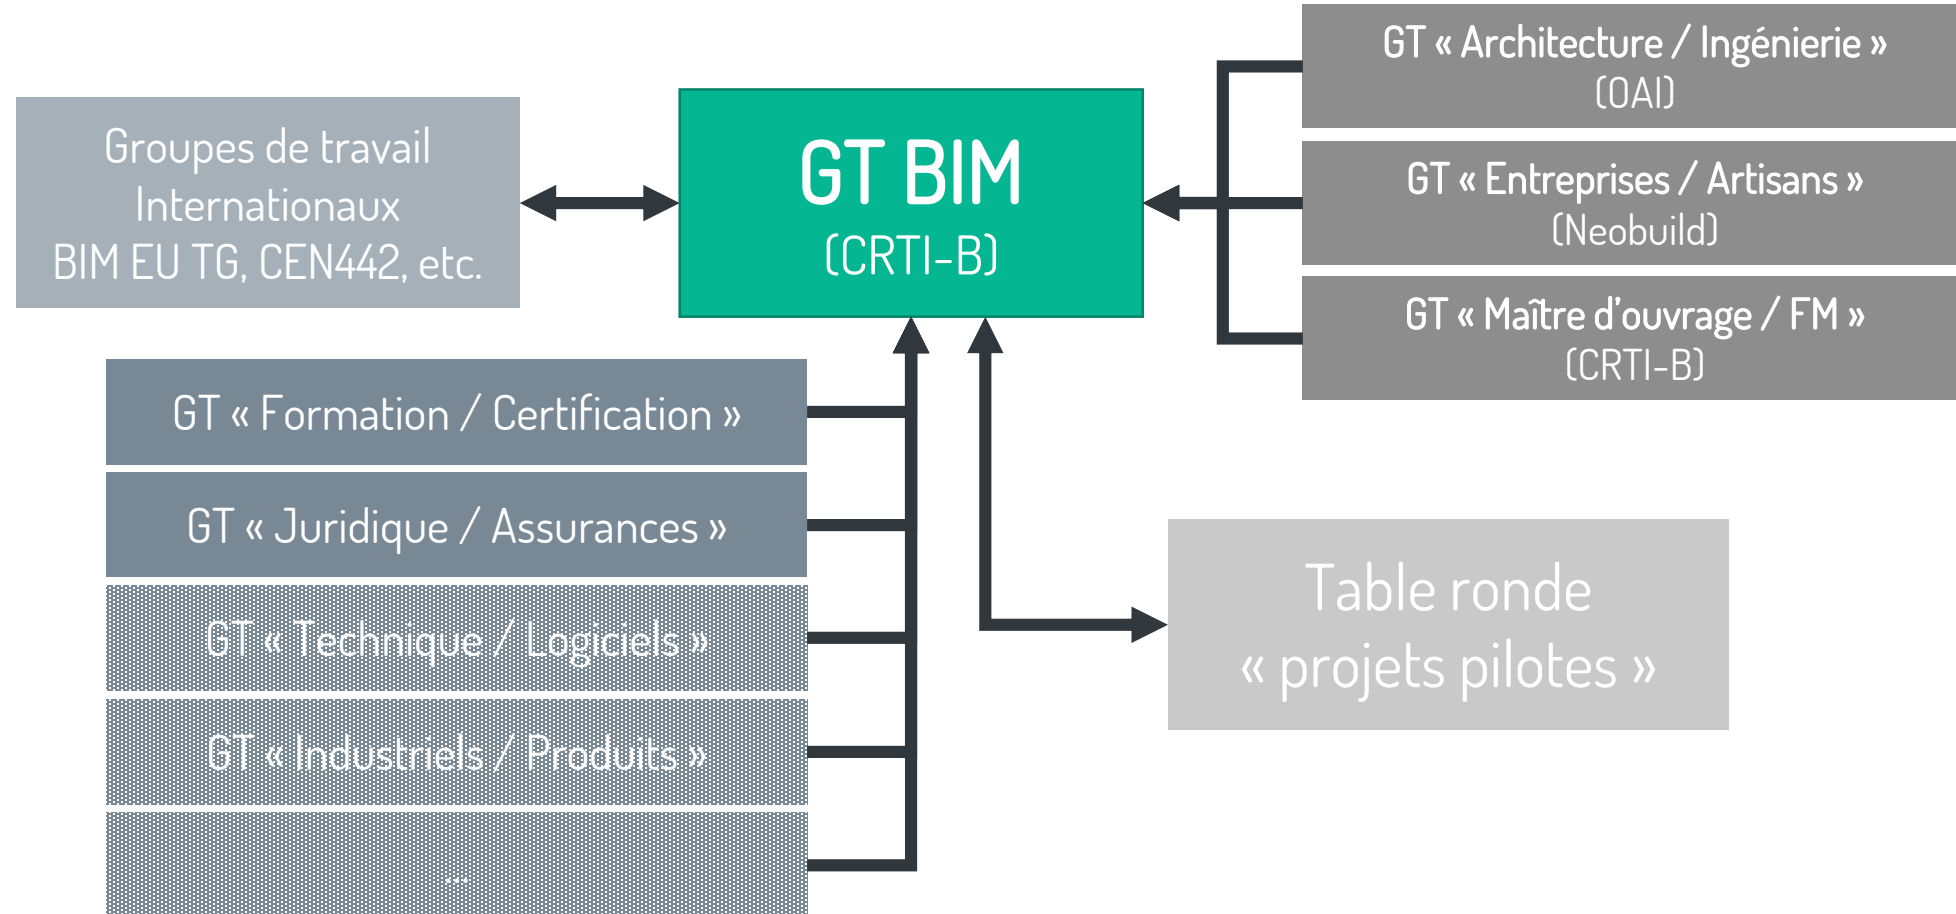 Groupes de travail
Internationaux
BIM EU TG, CEN442, etc.
GT BIM
(CRTI-B)
GT « Architecture / Ingénierie »
(OAI)
GT « Entreprises / Artisans »
(Neobuild)
GT « Maître d’ouvrage / FM »
(CRTI-B)
GT « Formation / Certification »
GT « Juridique / Assurances »
GT « Technique / Logiciels »
GT « Industriels / Produits »
...
Table ronde
« projets pilotes »